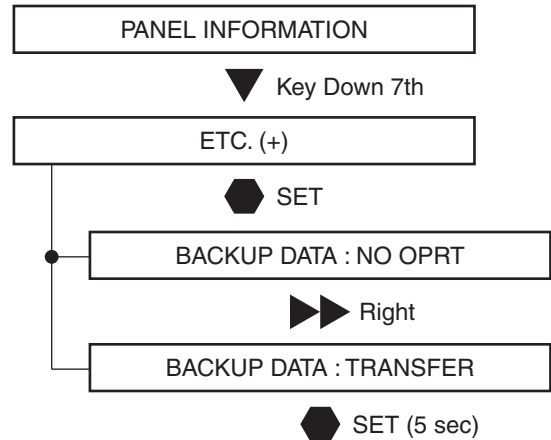 PANEL INFORMATION
Key Down 7th
ETC. (+)
SET
BACKUP DATA : NO OPRT
Right
BACKUP DATA : TRANSFER
SET (5 sec)